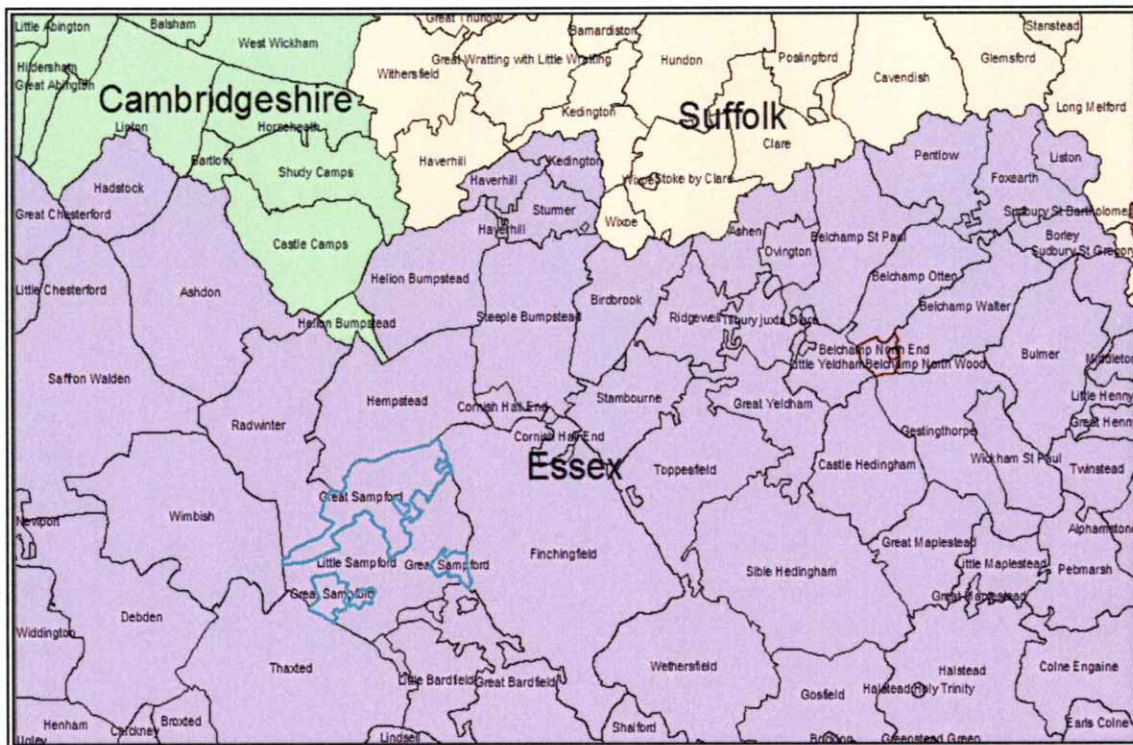 Little Abington
Balsham
West Wickham
Great Thurlow
Barnardiston
Stanstead
Hildersham
Great Abington
Withersfield
Great Wratting with Little Wratting
Hundon
Poslingford
Cavendish
Glemsford
Cambridgeshire
Suffolk
Long Melford
Linton
Horseheath
Kedington
Bartlow
Haverhill
Clare
Pentlow
Liston
Hadstock
Shudy Camps
Haverhill
Kedington
Wixoe
Stoke by Clare
Foxearth
Great Chesterford
Sturmer
Wixoe
Sudbury St Bartholomew
Castle Camps
Haverhill
Ashen
Belchamp St Paul
Borley
Sudbury St Gregory
Little Chesterford
Ashdon
Helion Bumpstead
Birdbrook
Ovington
Belchamp Otten
Helion Bumpstead
Steeple Bumpstead
Ridgewell
Tilbury juxta Clare
Belchamp Walter
Saffron Walden
Belchamp North End
Little Yeldham
Belchamp North Wood
Bulmer
Middleton
Hempstead
Cornish Hall End
Stambourne
Great Yeldham
Little Henny
Radwinter
Cornish Hall End
Gestingthorpe
Great Henny
Essex
Toppesfield
Castle Hedingham
Wickham St Paul
Twinstead
Great Sampford
Newport
Wimbish
Alphamstone
Little Sampford
Great Sampford
Finchingfield
Sible Hedingham
Great Maplestead
Little Maplestead
Pebmarsh
Great Sampford
Great Maplestead
Debden
Widdington
Thaxted
Little Bardfield
Great Bardfield
Wethersfield
Halstead
Colne Engaine
Gosfield
Halstead Holy Trinity
Henham
Chickney
Broxted
Shalford
Earls Colne
Ugley
Lindsell
Bocking
Greenstead Green